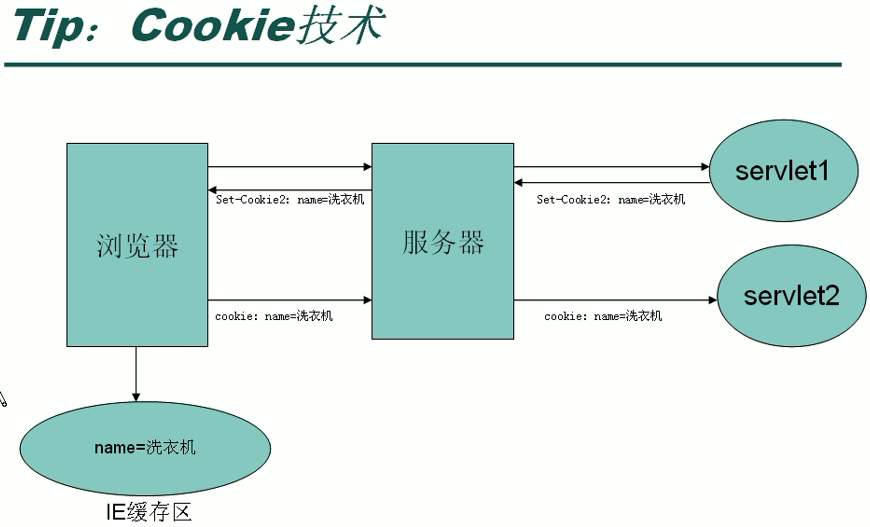 Tip：Cookie技术
浏览器
服务器
servlet1
Set-Cookie2：name=洗衣机
Set-Cookie2：name=洗衣机
servlet2
cookie：name=洗衣机
cookie：name=洗衣机
name=洗衣机
IE缓存区